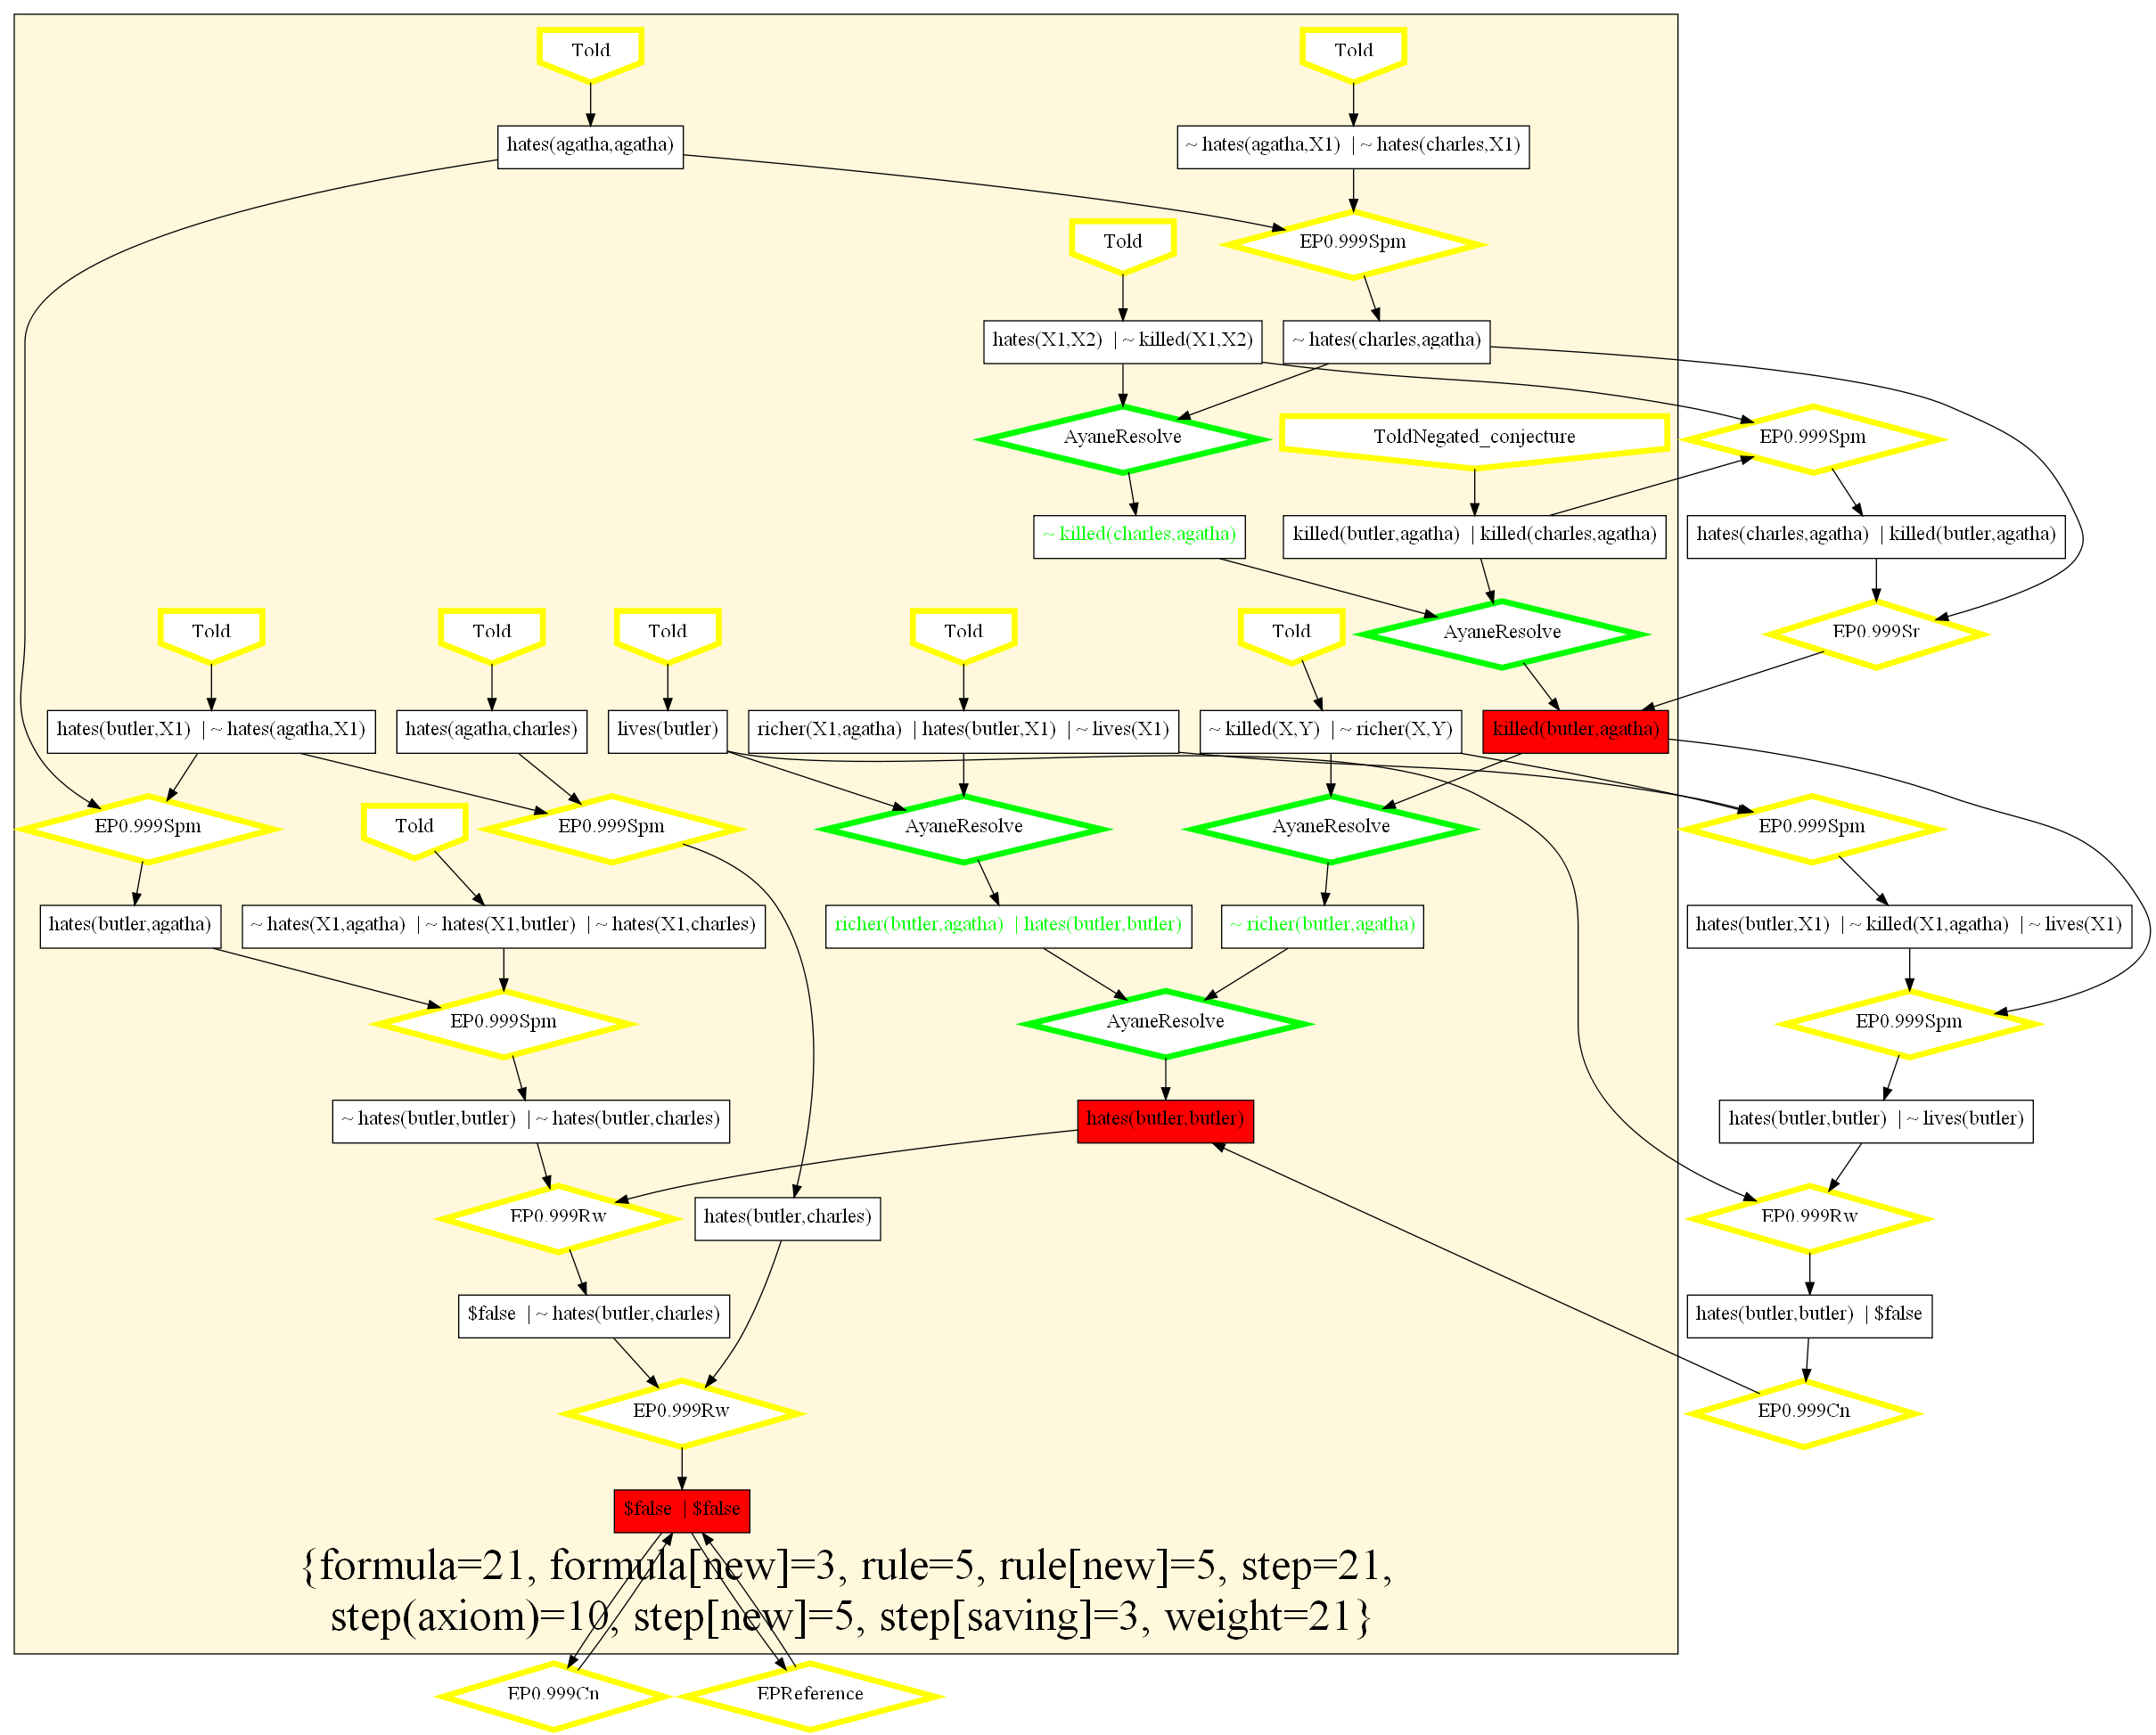 Told
Told
hates(agatha,agatha)
~ hates(agatha,X1) | ~ hates(charles,X1)
Told
EP0.999Spm
hates(X1,X2) | ~ killed(X1,X2)
~ hates(charles,agatha)
AyaneResolve
ToldNegated_conjecture
EP0.999Spm
~ killed(charles,agatha)
killed(butler,agatha) | killed(charles,agatha)
hates(charles,agatha) | killed(butler,agatha)
Told
Told
Told
Told
Told
AyaneResolve
EP0.999Sr
hates(butler,X1) | ~ hates(agatha,X1)
hates(agatha,charles)
lives(butler)
richer(X1,agatha) | hates(butler,X1) | ~ lives(X1)
~ killed(X,Y) | ~ richer(X,Y)
killed(butler,agatha)
EP0.999Spm
Told
EP0.999Spm
AyaneResolve
AyaneResolve
EP0.999Spm
hates(butler,agatha)
~ hates(X1,agatha) | ~ hates(X1,butler) | ~ hates(X1,charles)
richer(butler,agatha) | hates(butler,butler)
~ richer(butler,agatha)
hates(butler,X1) | ~ killed(X1,agatha) | ~ lives(X1)
EP0.999Spm
AyaneResolve
EP0.999Spm
~ hates(butler,butler) | ~ hates(butler,charles)
hates(butler,butler)
hates(butler,butler) | ~ lives(butler)
EP0.999Rw
hates(butler,charles)
EP0.999Rw
$false | ~ hates(butler,charles)
hates(butler,butler) | $false
EP0.999Rw
EP0.999Cn
$false | $false
{formula=21, formula[new]=3, rule=5, rule[new]=5, step=21,
step(axiom)=10, step[new]=5, step[saving]=3, weight=21}
EP0.999Cn
EPReference